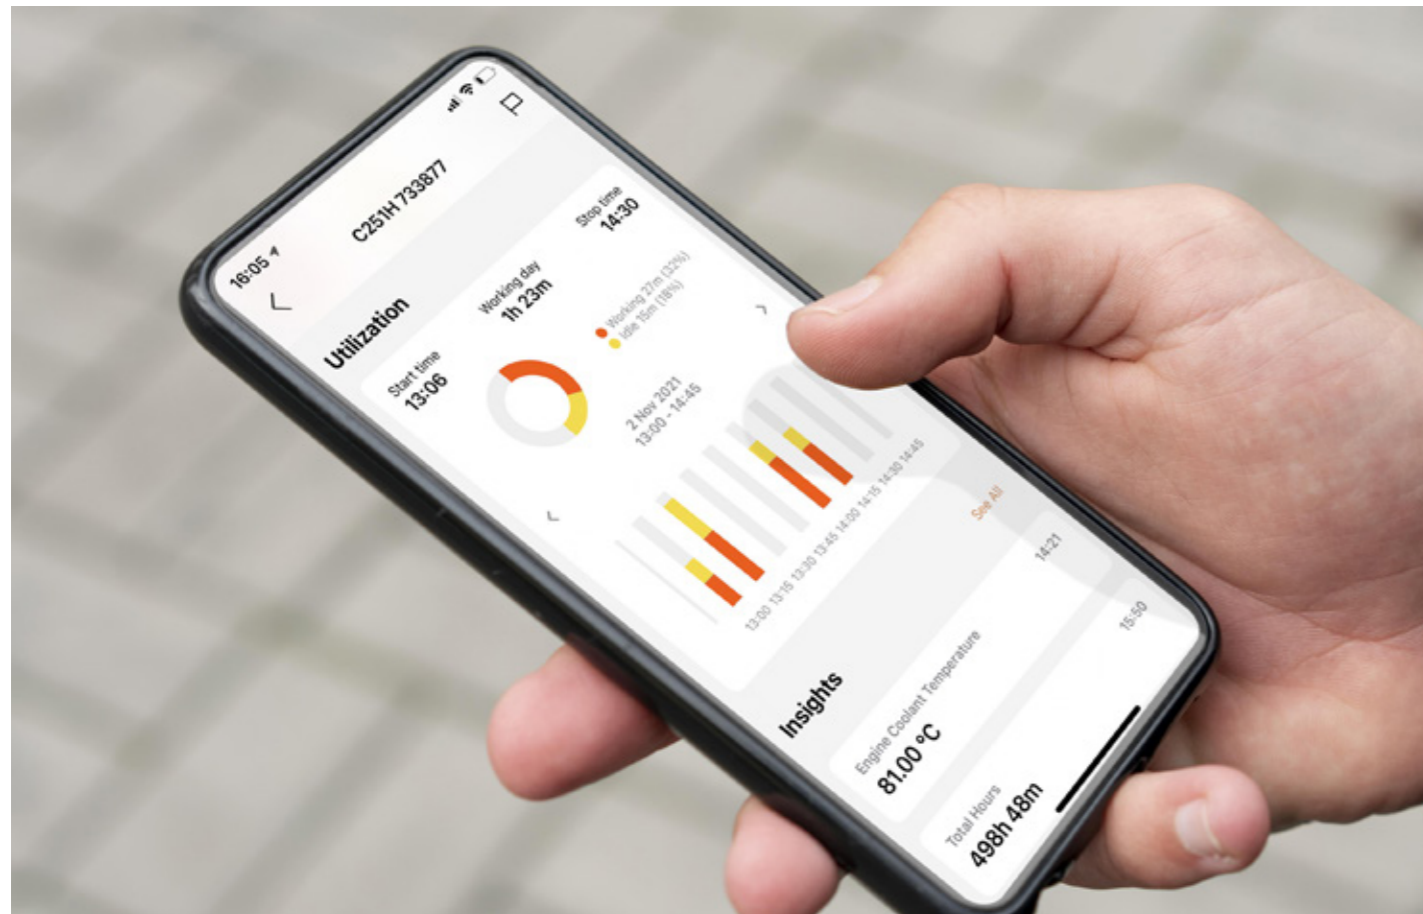 16:05
C251H 733877
Utilization
Start time
13:06
Working day
1h 23m
Stop time
14:30
Working 27m (32%)
Idle 15m (18%)
2 Nov 2021
13:00 - 14:45
13:00 13:15 13:30 13:45 14:00 14:15 14:30 14:45
Insights
See All
Engine Coolant Temperature
14:21
81.00 ºC
Total Hours
15:50
498h 48m